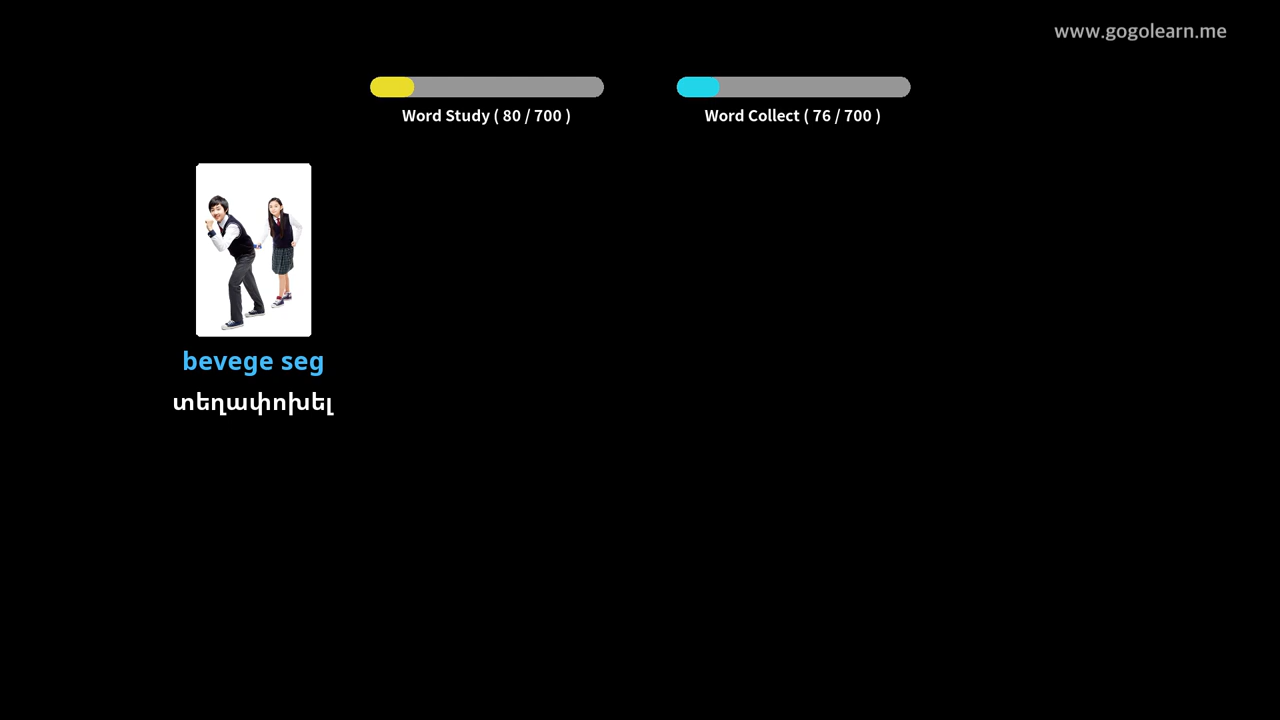 www.gogolearn.me
Word Study ( 80 / 700 )
Word Collect ( 76 / 700 )
bevege seg
տեղափոխել